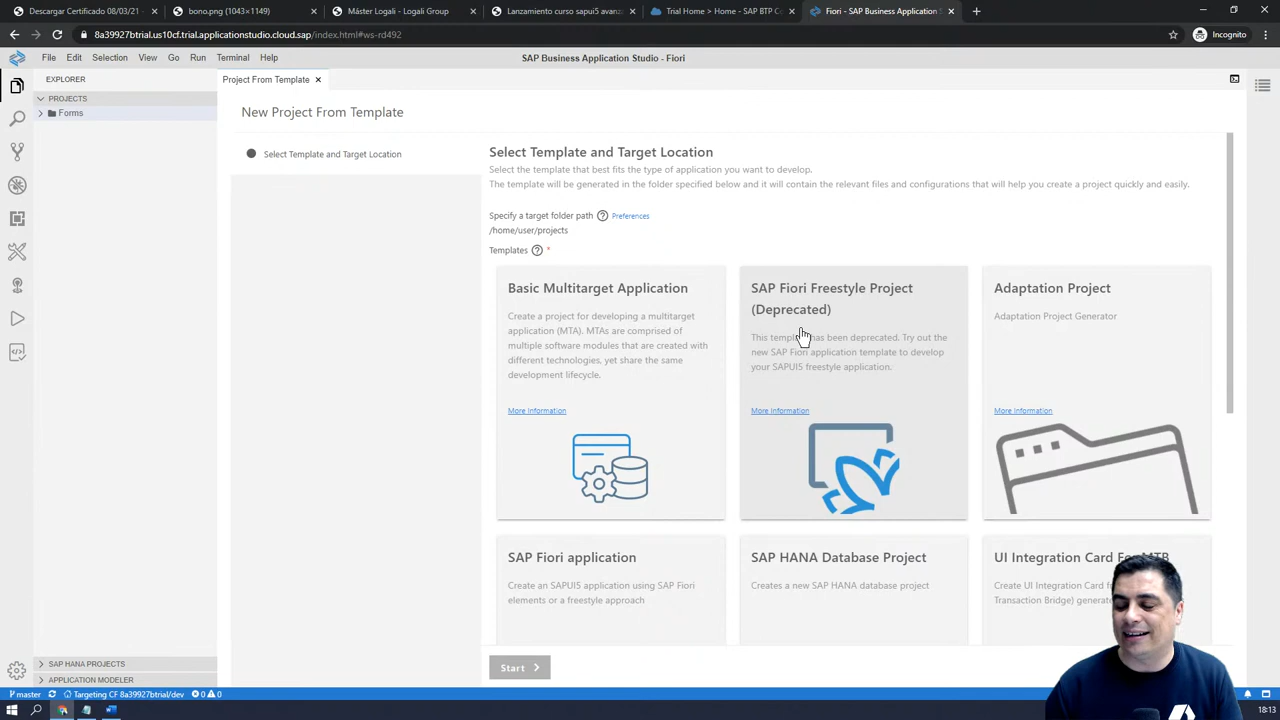 Descargar Certificado 08/03/21 -
bono.png (1043×1149)
Máster Logali - Logali Group
Lanzamiento curso sapui5 avanz
Trial Home > Home - SAP BTP C
Fiori - SAP Business Application S
8a39927btrial.us10cf.trial.applicationstudio.cloud.sap/index.html#ws-rd492
Incognito
File Edit Selection View Go Run Terminal Help
SAP Business Application Studio - Fiori
EXPLORER
PROJECTS
Forms
Project From Template
New Project From Template
Select Template and Target Location
Select Template and Target Location
Select the template that best fits the type of application you want to develop.
The template will be generated in the folder specified below and it will contain the relevant files and configurations that will help you create a project quickly and easily.
Specify a target folder path ? Preferences
/home/user/projects
Templates ? *
Basic Multitarget Application
Create a project for developing a multitarget
application (MTA). MTAs are comprised of
multiple software modules that are created with
different technologies, yet share the same
development lifecycle.
More Information
SAP Fiori Freestyle Project
(Deprecated)
This template has been deprecated. Try out the
new SAP Fiori application template to develop
your SAPUI5 freestyle application.
More Information
Adaptation Project
Adaptation Project Generator
More Information
SAP Fiori application
Create an SAPUI5 application using SAP Fiori
elements or a freestyle approach
SAP HANA Database Project
Creates a new SAP HANA database project
UI Integration Card For MTB
Create UI Integration Card
Transaction Bridge)
Start
SAP HANA PROJECTS
APPLICATION MODELER
master
Targeting CF 8a39927btrial/dev
0 0
18:13